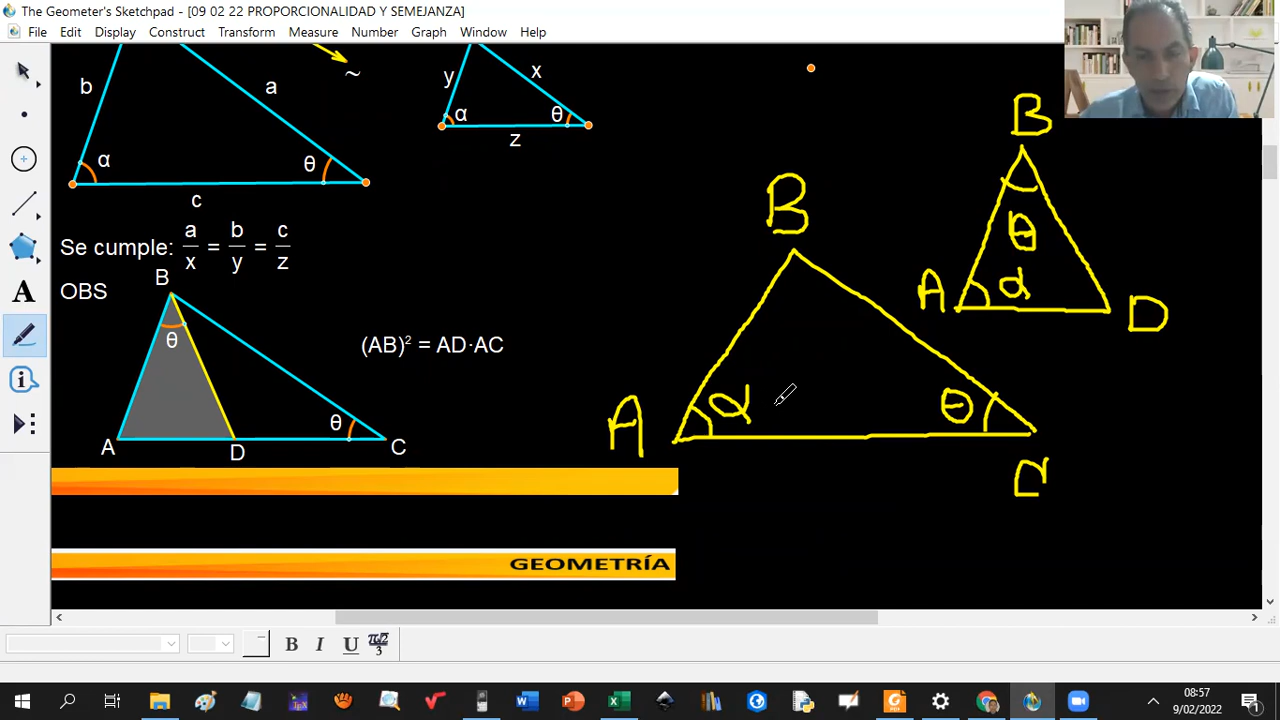 The Geometer's Sketchpad - [09 02 22 PROPORCIONALIDAD Y SEMEJANZA]
File Edit Display Construct Transform Measure Number Graph Window Help
b a ~ y x
α θ α θ
c z
Se cumple: a/x = b/y = c/z
OBS
B
θ
θ
A D C
(AB)² = AD·AC
B
A α θ C
B
θ
A α D
GEOMETRÍA
B I U
08:57
9/02/2022